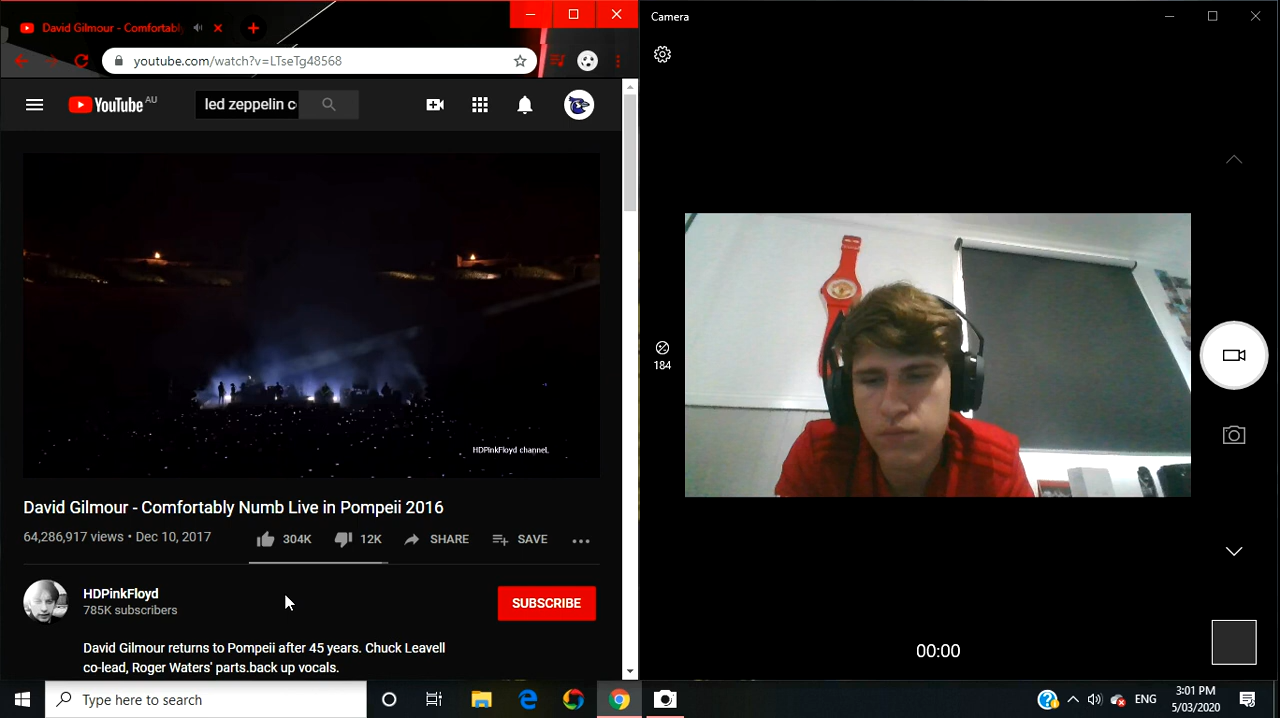 David Gilmour - Comfortably
youtube.com/watch?v=LTseTg48568
YouTube AU
led zeppelin c
HDPinkFloyd channel
David Gilmour - Comfortably Numb Live in Pompeii 2016
64,286,917 views • Dec 10, 2017
304K
12K
SHARE
SAVE
HDPinkFloyd
785K subscribers
SUBSCRIBE
David Gilmour returns to Pompeii after 45 years. Chuck Leavell
co-lead, Roger Waters' parts.back up vocals.
Camera
184
00:00
Type here to search
ENG
3:01 PM
5/03/2020